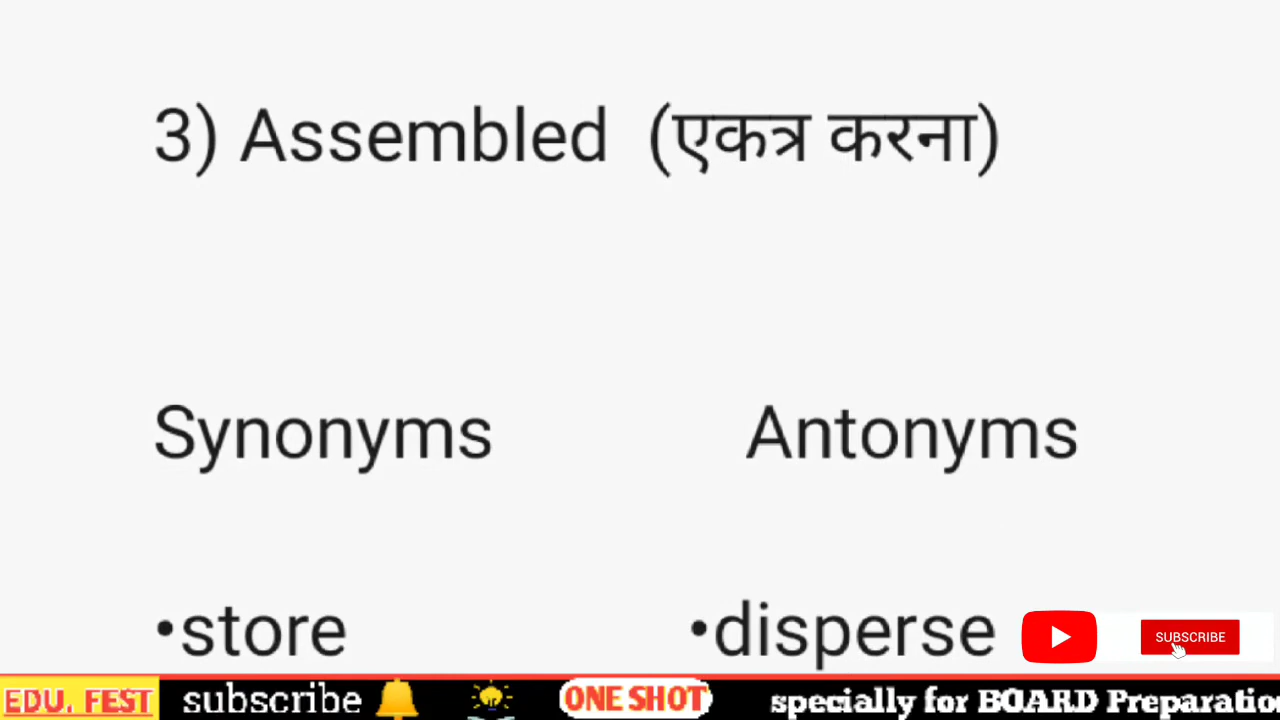 3) Assembled (एकत्र करना)
Synonyms Antonyms
•store •disperse
SUBSCRIBE
EDU. FEST subscribe ONE SHOT specially for BOARD Preparatio